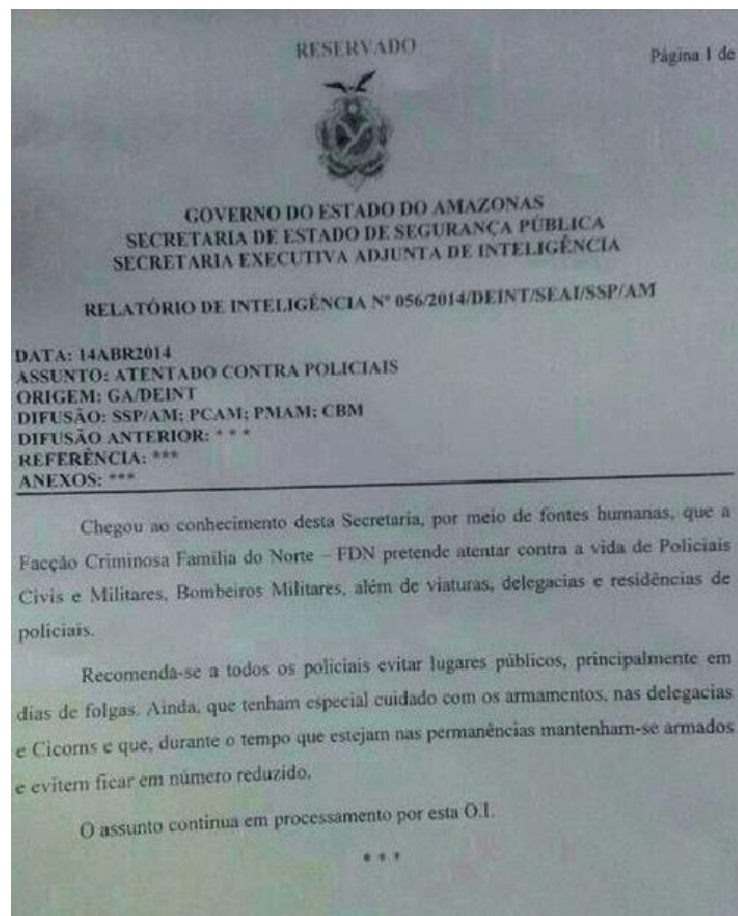 RESERVADO
Página 1 de
GOVERNO DO ESTADO DO AMAZONAS
SECRETARIA DE ESTADO DE SEGURANÇA PÚBLICA
SECRETARIA EXECUTIVA ADJUNTA DE INTELIGÊNCIA
RELATÓRIO DE INTELIGÊNCIA Nº 056/2014/DEINT/SEAI/SSP/AM
DATA: 14ABR2014
ASSUNTO: ATENTADO CONTRA POLICIAIS
ORIGEM: GA/DEINT
DIFUSÃO: SSP/AM; PCAM; PMAM; CBM
DIFUSÃO ANTERIOR: * * *
REFERÊNCIA: ***
ANEXOS: ***
Chegou ao conhecimento desta Secretaria, por meio de fontes humanas, que a
Facção Criminosa Família do Norte – FDN pretende atentar contra a vida de Policiais
Civis e Militares, Bombeiros Militares, além de viaturas, delegacias e residências de
policiais.
Recomenda-se a todos os policiais evitar lugares públicos, principalmente em
dias de folgas. Ainda, que tenham especial cuidado com os armamentos, nas delegacias
e Cicoms e que, durante o tempo que estejam nas permanências mantenham-se armados
e evitem ficar em número reduzido.
O assunto continua em processamento por esta O.I.
* * *